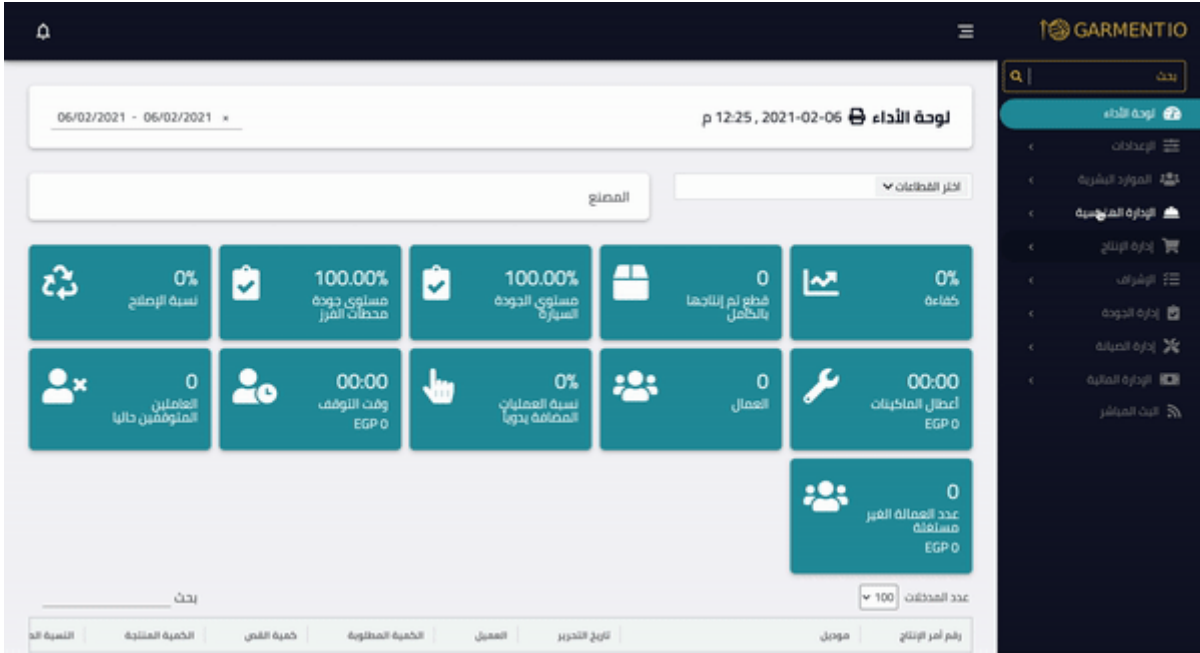 GARMENTIO
بحث
لوحة الأداء
الإعدادات
الموارد البشرية
الإدارة الهندسية
إدارة الإنتاج
الإشراف
إدارة الجودة
إدارة الصيانة
الإدارة المالية
البث المباشر
لوحة الأداء 2021-02-06 , 12:25 م
06/02/2021 - 06/02/2021 ×
اختر القطاعات
المصنع
0%
كفاءة
0
قطع تم إنتاجها
بالكامل
100.00%
مستوى الجودة
السيارة
100.00%
مستوى جودة
محطات الفرز
0%
نسبة الإصلاح
00:00
أعطال الماكينات
EGP 0
0
العمال
0%
نسبة العمليات
المضافة يدوياً
00:00
وقت التوقف
EGP 0
0
العاملين
المتوقفين حاليا
0
عدد العمالة الغير
مستغلة
EGP 0
عدد المدخلات 100
بحث
رقم أمر الإنتاج موديل تاريخ التحرير العميل الكمية المطلوبة كمية القص الكمية المنتجة النسبة